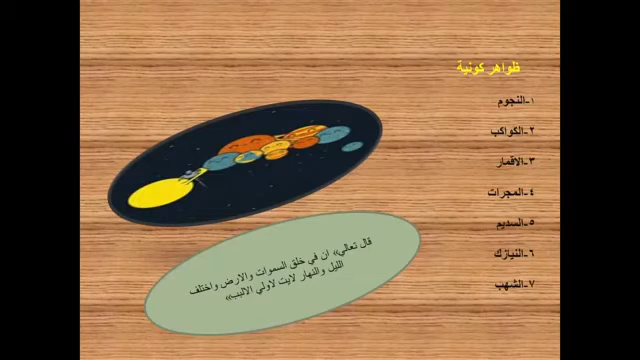 ظواهر كونية
١-النجوم
٢-الكواكب
٣-الاقمار
٤-المجرات
٥-السديم
٦-النيازك
٧-الشهب
قال تعالي» ان في خلق السموات والارض واختلف
الليل والنهار لايت لاولي الالبب»